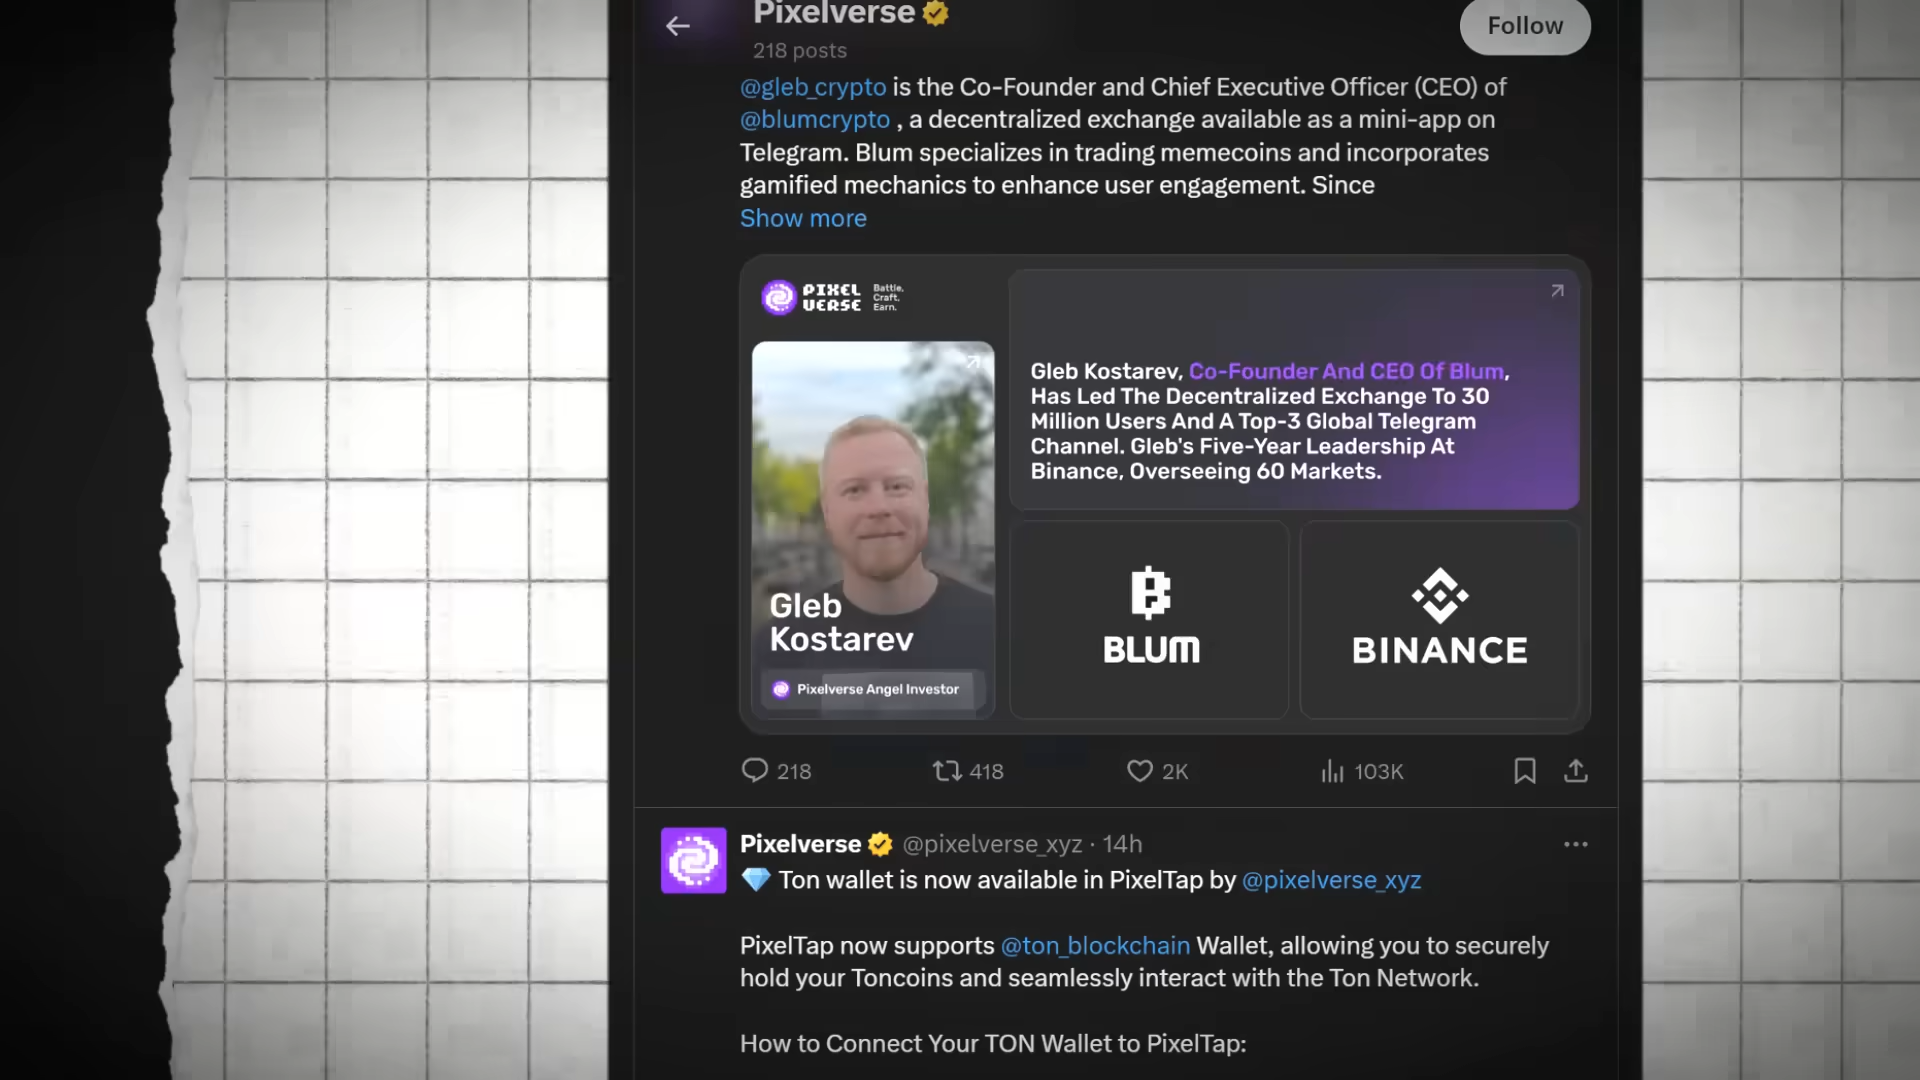 Pixelverse
218 posts
Follow
@gleb_crypto is the Co-Founder and Chief Executive Officer (CEO) of
@blumcrypto , a decentralized exchange available as a mini-app on
Telegram. Blum specializes in trading memecoins and incorporates
gamified mechanics to enhance user engagement. Since
Show more
PIXEL
VERSE
Battle.
Craft.
Earn.
Gleb Kostarev, Co-Founder And CEO Of Blum,
Has Led The Decentralized Exchange To 30
Million Users And A Top-3 Global Telegram
Channel. Gleb's Five-Year Leadership At
Binance, Overseeing 60 Markets.
Gleb
Kostarev
Pixelverse Angel Investor
BLUM
BINANCE
218 418 2K 103K
Pixelverse @pixelverse_xyz · 14h
💎 Ton wallet is now available in PixelTap by @pixelverse_xyz
PixelTap now supports @ton_blockchain Wallet, allowing you to securely
hold your Toncoins and seamlessly interact with the Ton Network.
How to Connect Your TON Wallet to PixelTap: